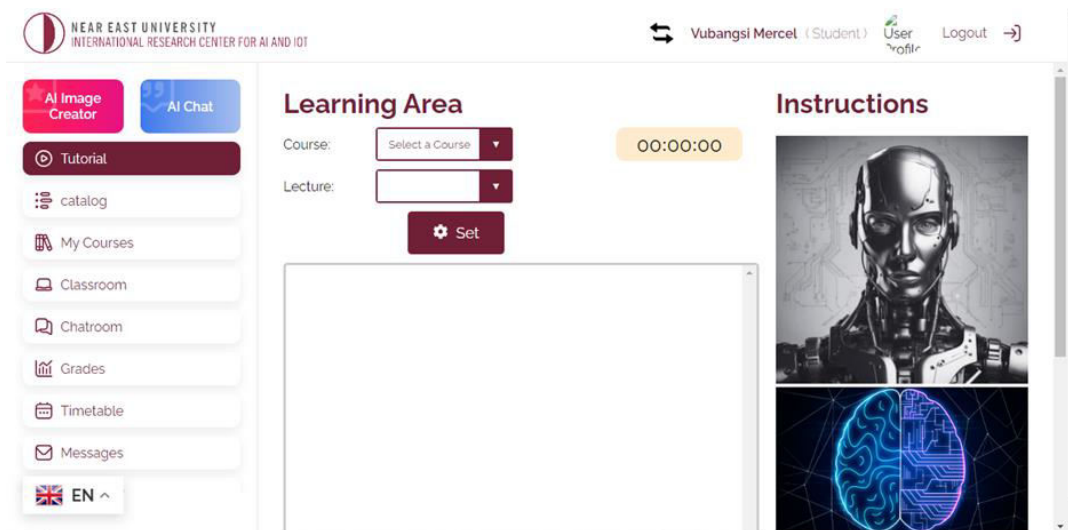 NEAR EAST UNIVERSITY
INTERNATIONAL RESEARCH CENTER FOR AI AND IOT
Vubangsi Mercel (Student)
User
Profile
Logout
AI Image
Creator
AI Chat
Tutorial
catalog
My Courses
Classroom
Chatroom
Grades
Timetable
Messages
EN
Learning Area
Course:
Select a Course
00:00:00
Lecture:
Set
Instructions